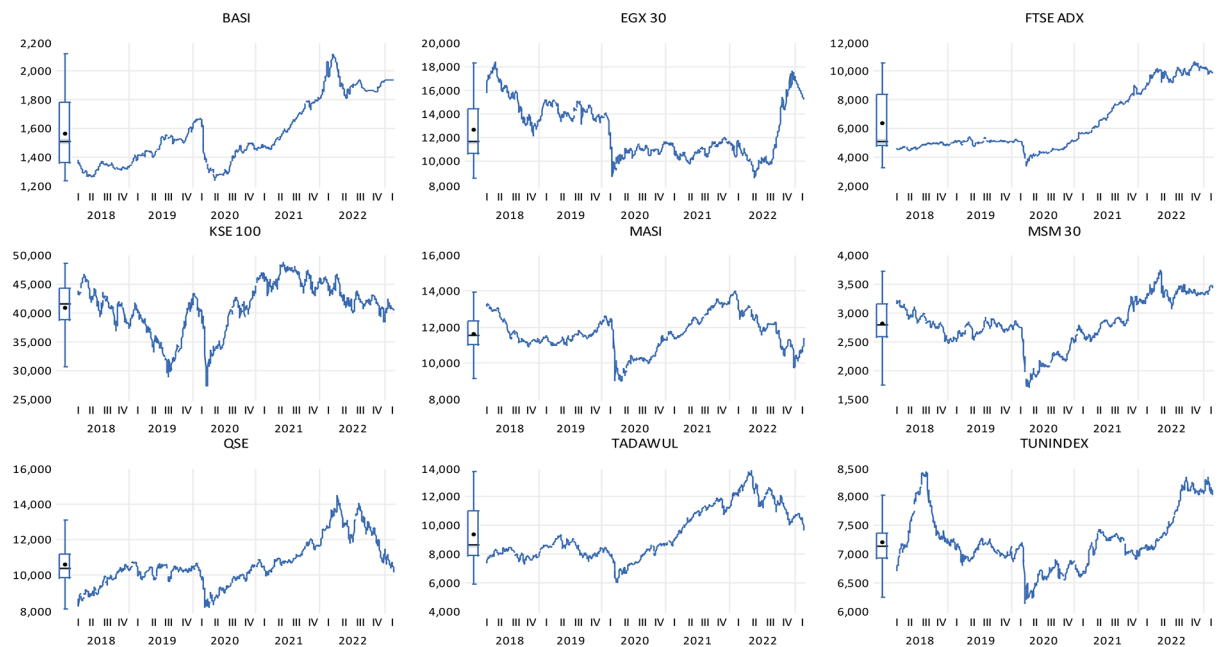 BASI EGX 30 FTSE ADX
2,200 20,000 12,000
2,000 18,000 10,000
1,800 16,000 8,000
1,600 14,000 6,000
1,400 12,000 4,000
1,200 10,000 2,000
8,000
I II III IV I II III IV I II III IV I II III IV I II III IV I I II III IV I II III IV I II III IV I II III IV I II III IV I I II III IV I II III IV I II III IV I II III IV I II III IV I
2018 2019 2020 2021 2022 2018 2019 2020 2021 2022 2018 2019 2020 2021 2022
KSE 100 MASI MSM 30
50,000 16,000 4,000
45,000 14,000 3,500
40,000 12,000 3,000
35,000 10,000 2,500
30,000 8,000 2,000
25,000 1,500
I II III IV I II III IV I II III IV I II III IV I II III IV I I II III IV I II III IV I II III IV I II III IV I II III IV I I II III IV I II III IV I II III IV I II III IV I II III IV I
2018 2019 2020 2021 2022 2018 2019 2020 2021 2022 2018 2019 2020 2021 2022
QSE TADAWUL TUNINDEX
16,000 14,000 8,500
14,000 12,000 8,000
12,000 10,000 7,500
10,000 8,000 7,000
8,000 6,000 6,500
4,000 6,000
I II III IV I II III IV I II III IV I II III IV I II III IV I I II III IV I II III IV I II III IV I II III IV I II III IV I I II III IV I II III IV I II III IV I II III IV I II III IV I
2018 2019 2020 2021 2022 2018 2019 2020 2021 2022 2018 2019 2020 2021 2022